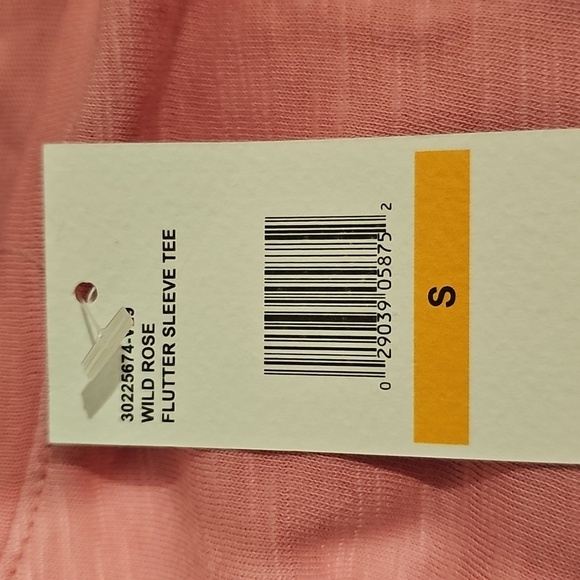 30225674-V
WILD ROSE
FLUTTER SLEEVE TEE
0 29039 05875 2
S